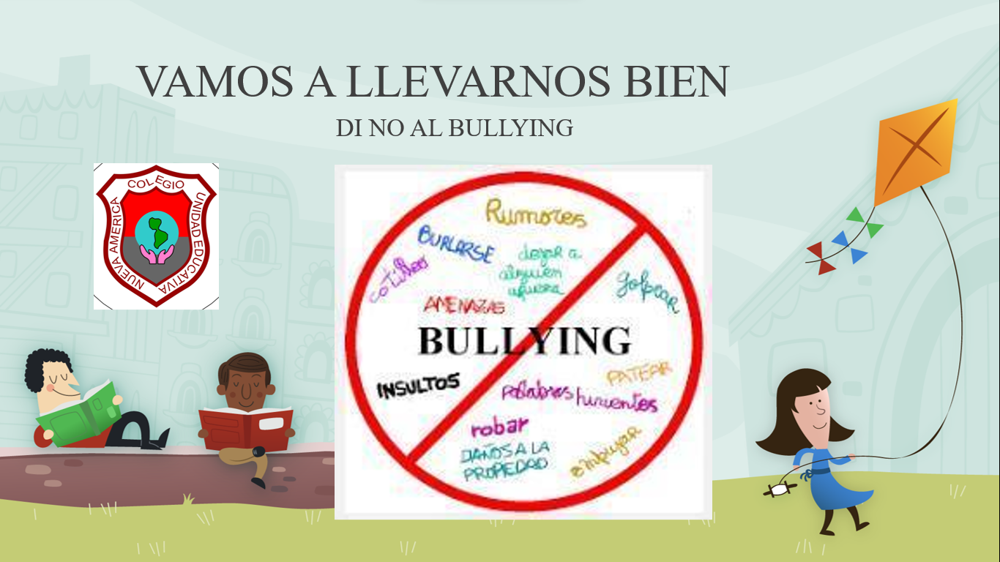 VAMOS A LLEVARNOS BIEN
DI NO AL BULLYING
COLEGIO
UNIDAD EDUCATIVA
NUEVA AMERICA
Rumores
BURLARSE
dejar a
alguien
afuera
cotilleo
golpear
AMENAZAS
BULLYING
INSULTOS
PATEAR
palabras hirientes
robar
DAÑOS A LA
PROPIEDAD
empujar